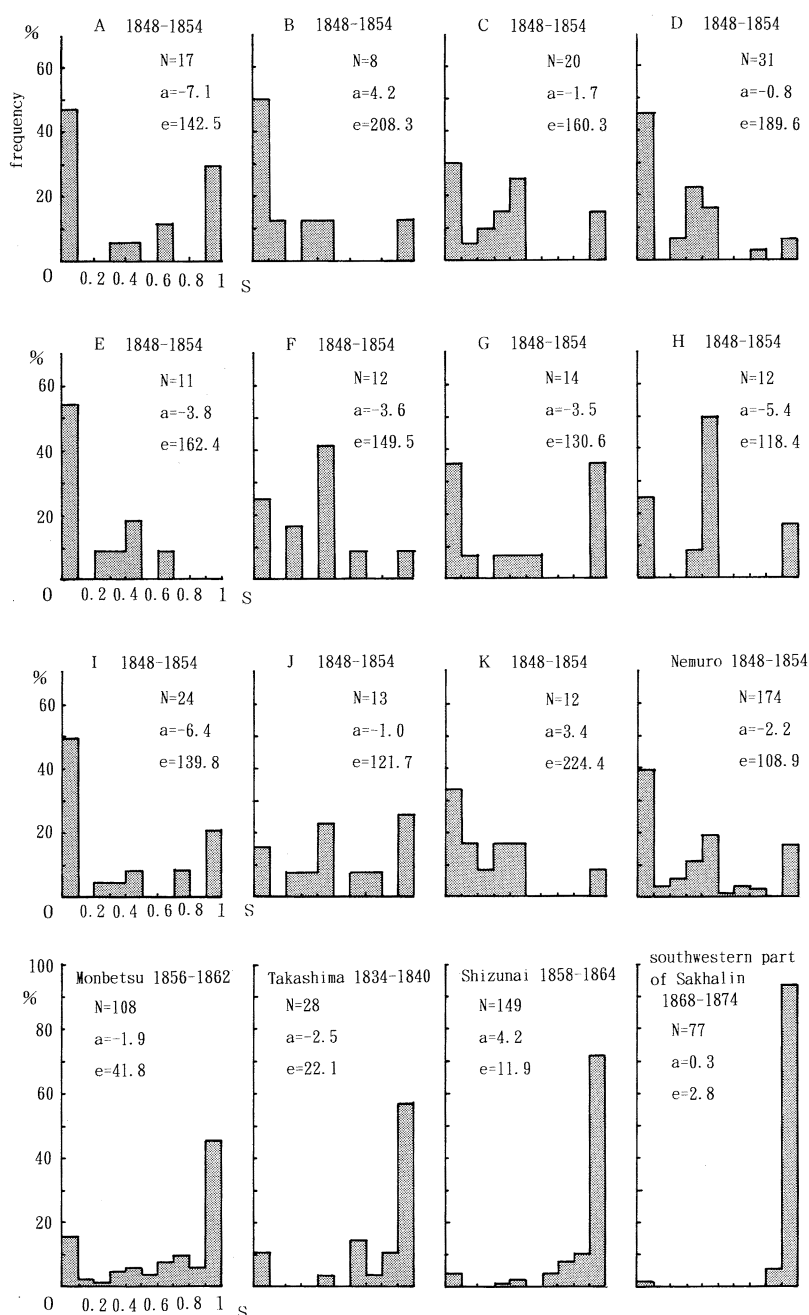 % A 1848-1854 B 1848-1854 C 1848-1854 D 1848-1854
60 N=17 N=8 N=20 N=31
a=-7.1 a=4.2 a=-1.7 a=-0.8
frequency
40 e=142.5 e=208.3 e=160.3 e=189.6
20
0 0.2 0.4 0.6 0.8 1 S
% E 1848-1854 F 1848-1854 G 1848-1854 H 1848-1854
60 N=11 N=12 N=14 N=12
a=-3.8 a=-3.6 a=-3.5 a=-5.4
40 e=162.4 e=149.5 e=130.6 e=118.4
20
0 0.2 0.4 0.6 0.8 1 S
% I 1848-1854 J 1848-1854 K 1848-1854 Nemuro 1848-1854
60 N=24 N=13 N=12 N=174
a=-6.4 a=-1.0 a=3.4 a=-2.2
40 e=139.8 e=121.7 e=224.4 e=108.9
20
0 0.2 0.4 0.6 0.8 1 S
100 Monbetsu 1856-1862 Takashima 1834-1840 Shizunai 1858-1864 southwestern part
of Sakhalin
1868-1874
% N=108 N=28 N=149 N=77
80 a=-1.9 a=-2.5 a=4.2 a=0.3
e=41.8 e=22.1 e=11.9 e=2.8
60
40
20
0 0.2 0.4 0.6 0.8 1 S